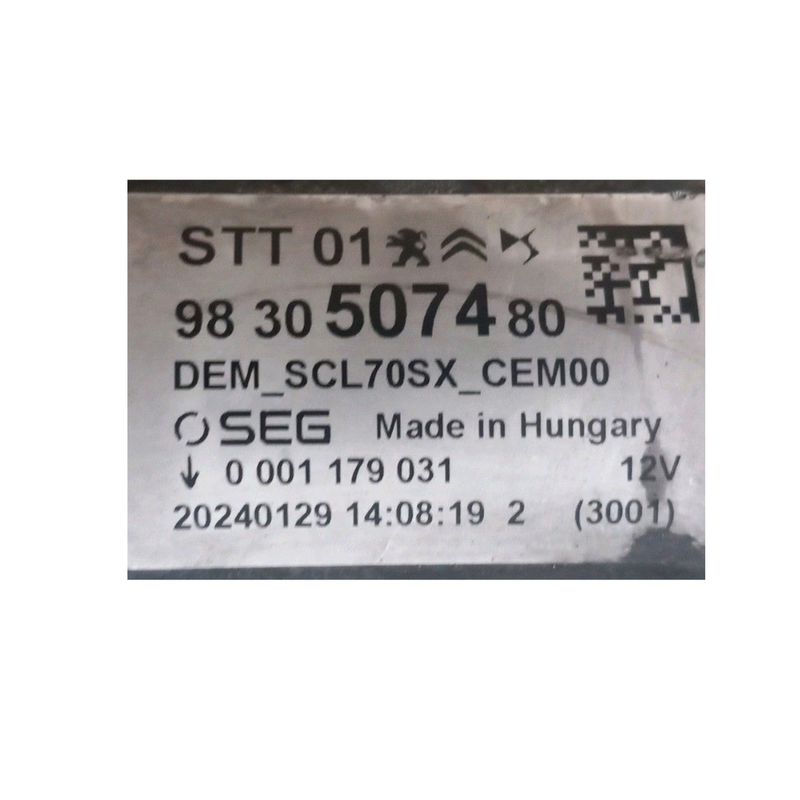 STT 01
98 30 5074 80
DEM_SCL70SX_CEM00
SEG Made in Hungary
0 001 179 031 12V
20240129 14:08:19 2 (3001)